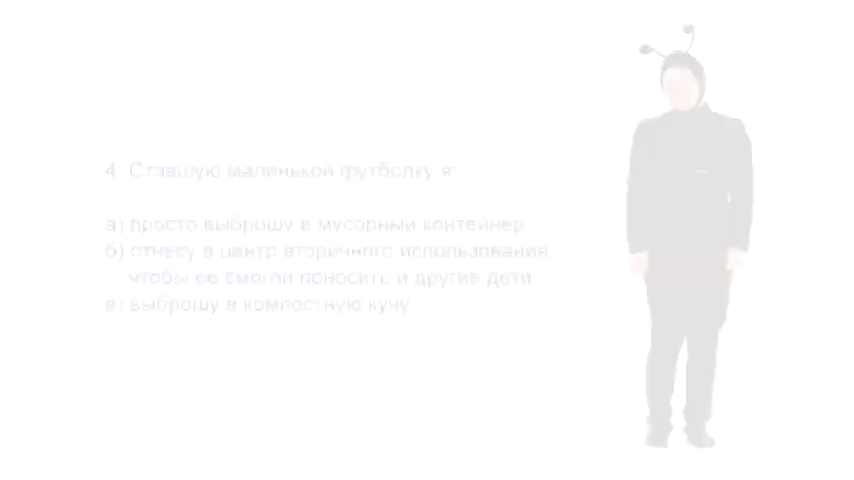 4. Ставшую маленькой футболку я:
а) просто выброшу в мусорный контейнер
б) отнесу в центр вторичного использования
чтобы ее смогли поносить и другие дети
в) выброшу в компостную кучу